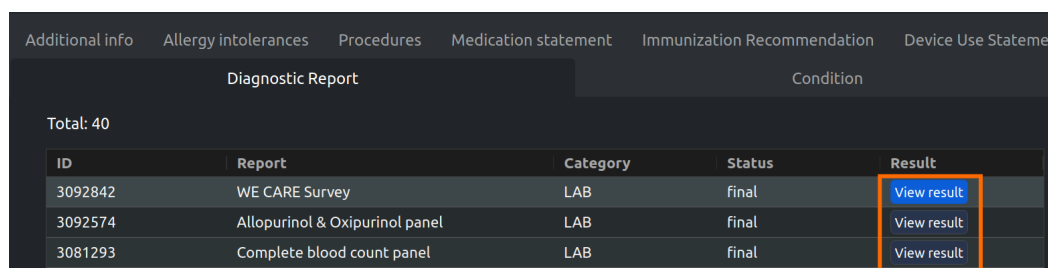 Additional info Allergy intolerances Procedures Medication statement Immunization Recommendation Device Use Stateme
Diagnostic Report Condition
Total: 40
ID Report Category Status Result
3092842 WE CARE Survey LAB final View result
3092574 Allopurinol & Oxipurinol panel LAB final View result
3081293 Complete blood count panel LAB final View result